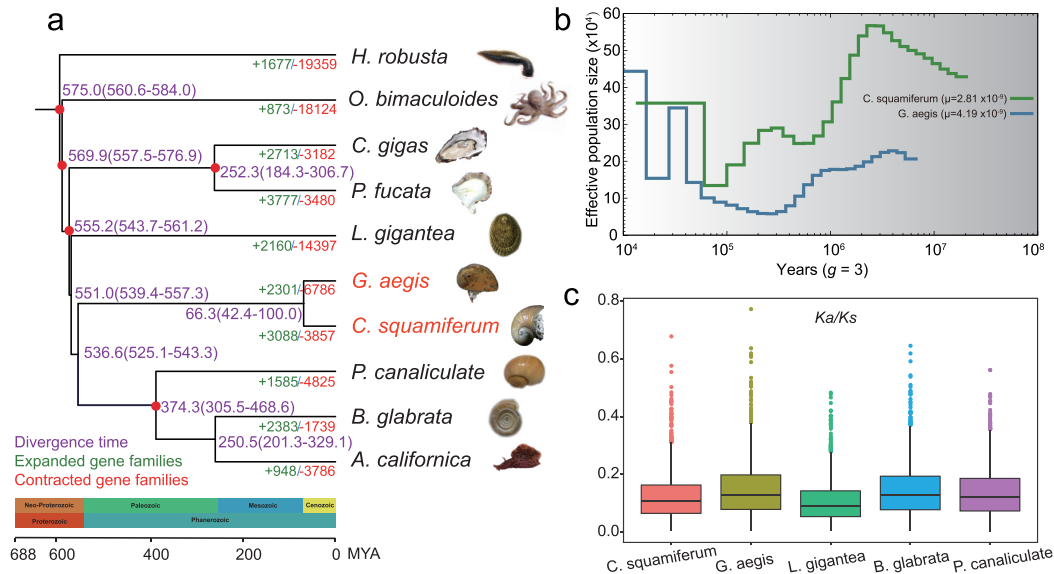 a
H. robusta
+1677/-19359
575.0(560.6-584.0)
O. bimaculoides
+873/-18124
569.9(557.5-576.9)
C. gigas
+2713/-3182
252.3(184.3-306.7)
P. fucata
+3777/-3480
555.2(543.7-561.2)
L. gigantea
+2160/-14397
551.0(539.4-557.3)
G. aegis
+2301/-6786
66.3(42.4-100.0)
C. squamiferum
+3088/-3857
536.6(525.1-543.3)
P. canaliculate
+1585/-4825
374.3(305.5-468.6)
B. glabrata
+2383/-1739
250.5(201.3-329.1)
A. californica
+948/-3786
Divergence time
Expanded gene families
Contracted gene families
Neo-Proterozoic Paleozoic Mesozoic Cenozoic
Proterozoic Phanerozoic
688 600 400 200 0 MYA
b
Effective population size (x10⁴)
60
50
40
30
20
10
0
C. squamiferum (μ=2.81 x10⁻⁹)
G. aegis (μ=4.19 x10⁻⁹)
10⁴ 10⁵ 10⁶ 10⁷ 10⁸
Years (g = 3)
c
Ka/Ks
0.8
0.6
0.4
0.2
0.0
C. squamiferum G. aegis L. gigantea B. glabrata P. canaliculate